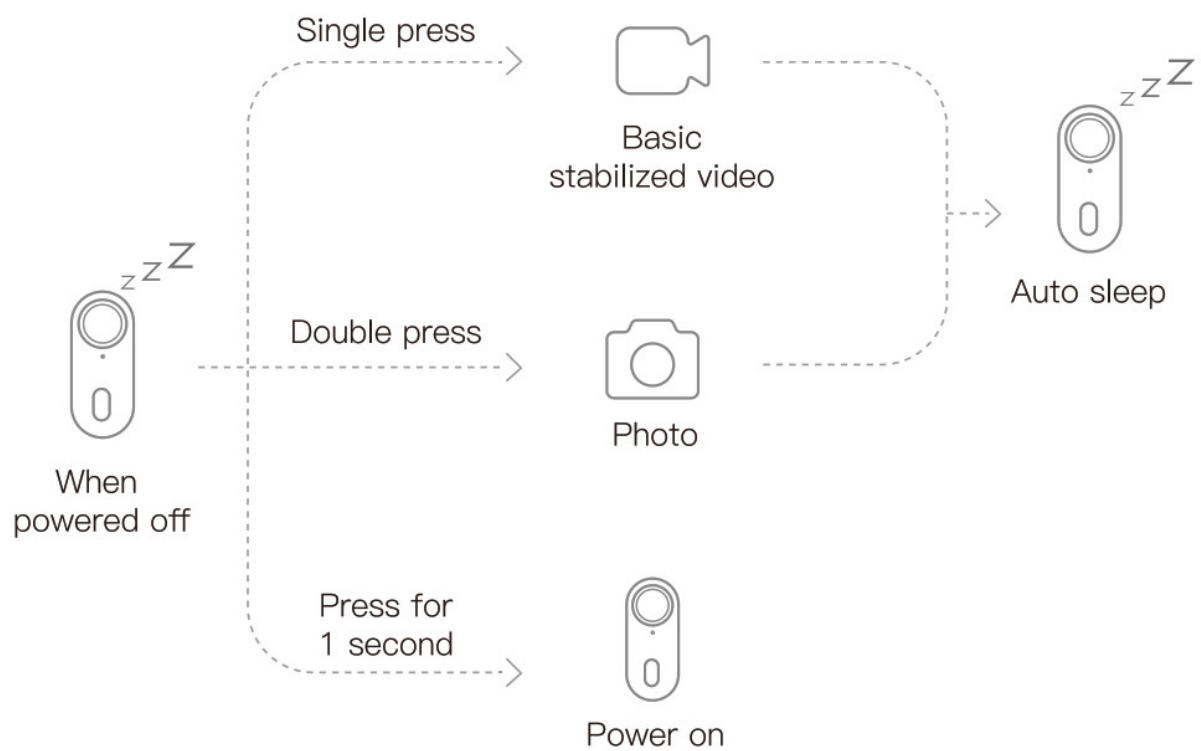 Single press
Basic
stabilized video
z z Z
Auto sleep
z z Z
When
powered off
Double press
Photo
Press for
1 second
Power on